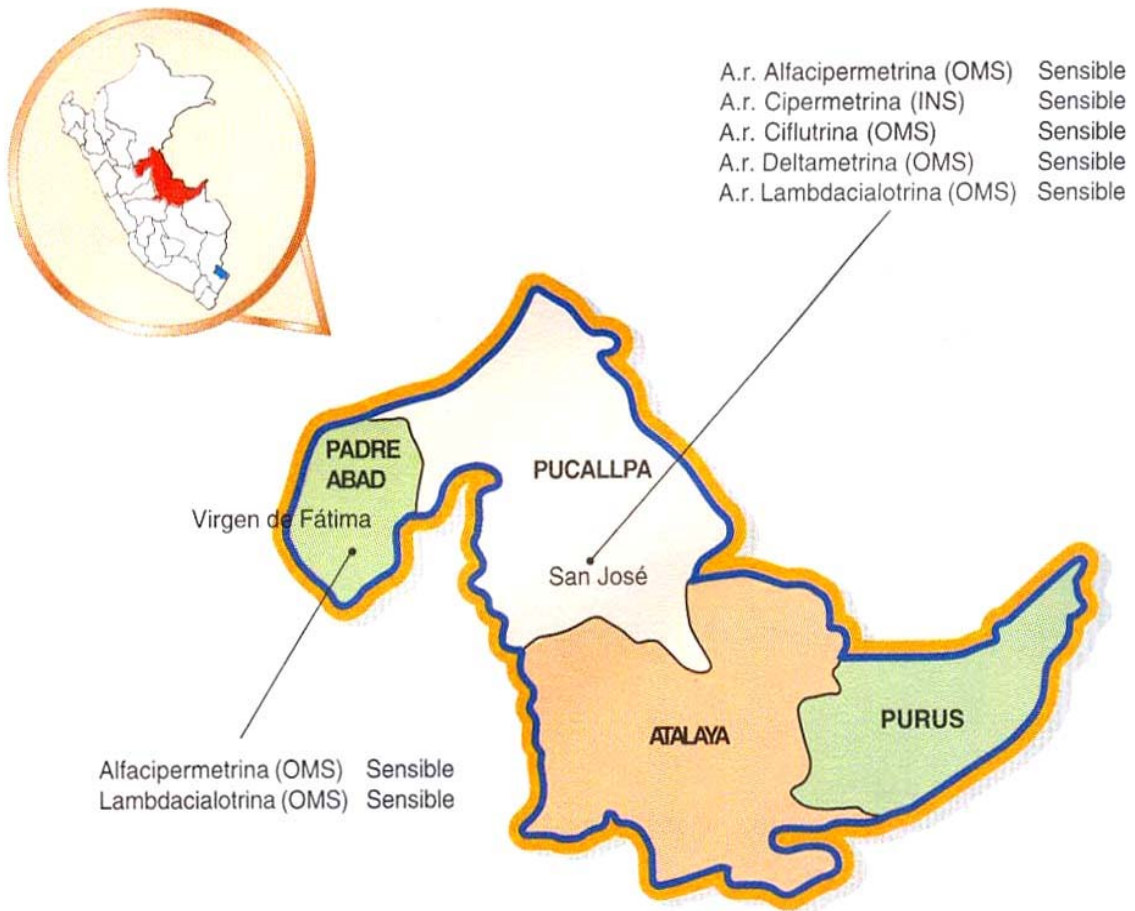 A.r. Alfacipermetrina (OMS) Sensible
A.r. Cipermetrina (INS) Sensible
A.r. Ciflutrina (OMS) Sensible
A.r. Deltametrina (OMS) Sensible
A.r. Lambdacialotrina (OMS) Sensible
PADRE
ABAD
PUCALLPA
Virgen de Fátima
San José
ATALAYA
PURUS
Alfacipermetrina (OMS) Sensible
Lambdacialotrina (OMS) Sensible